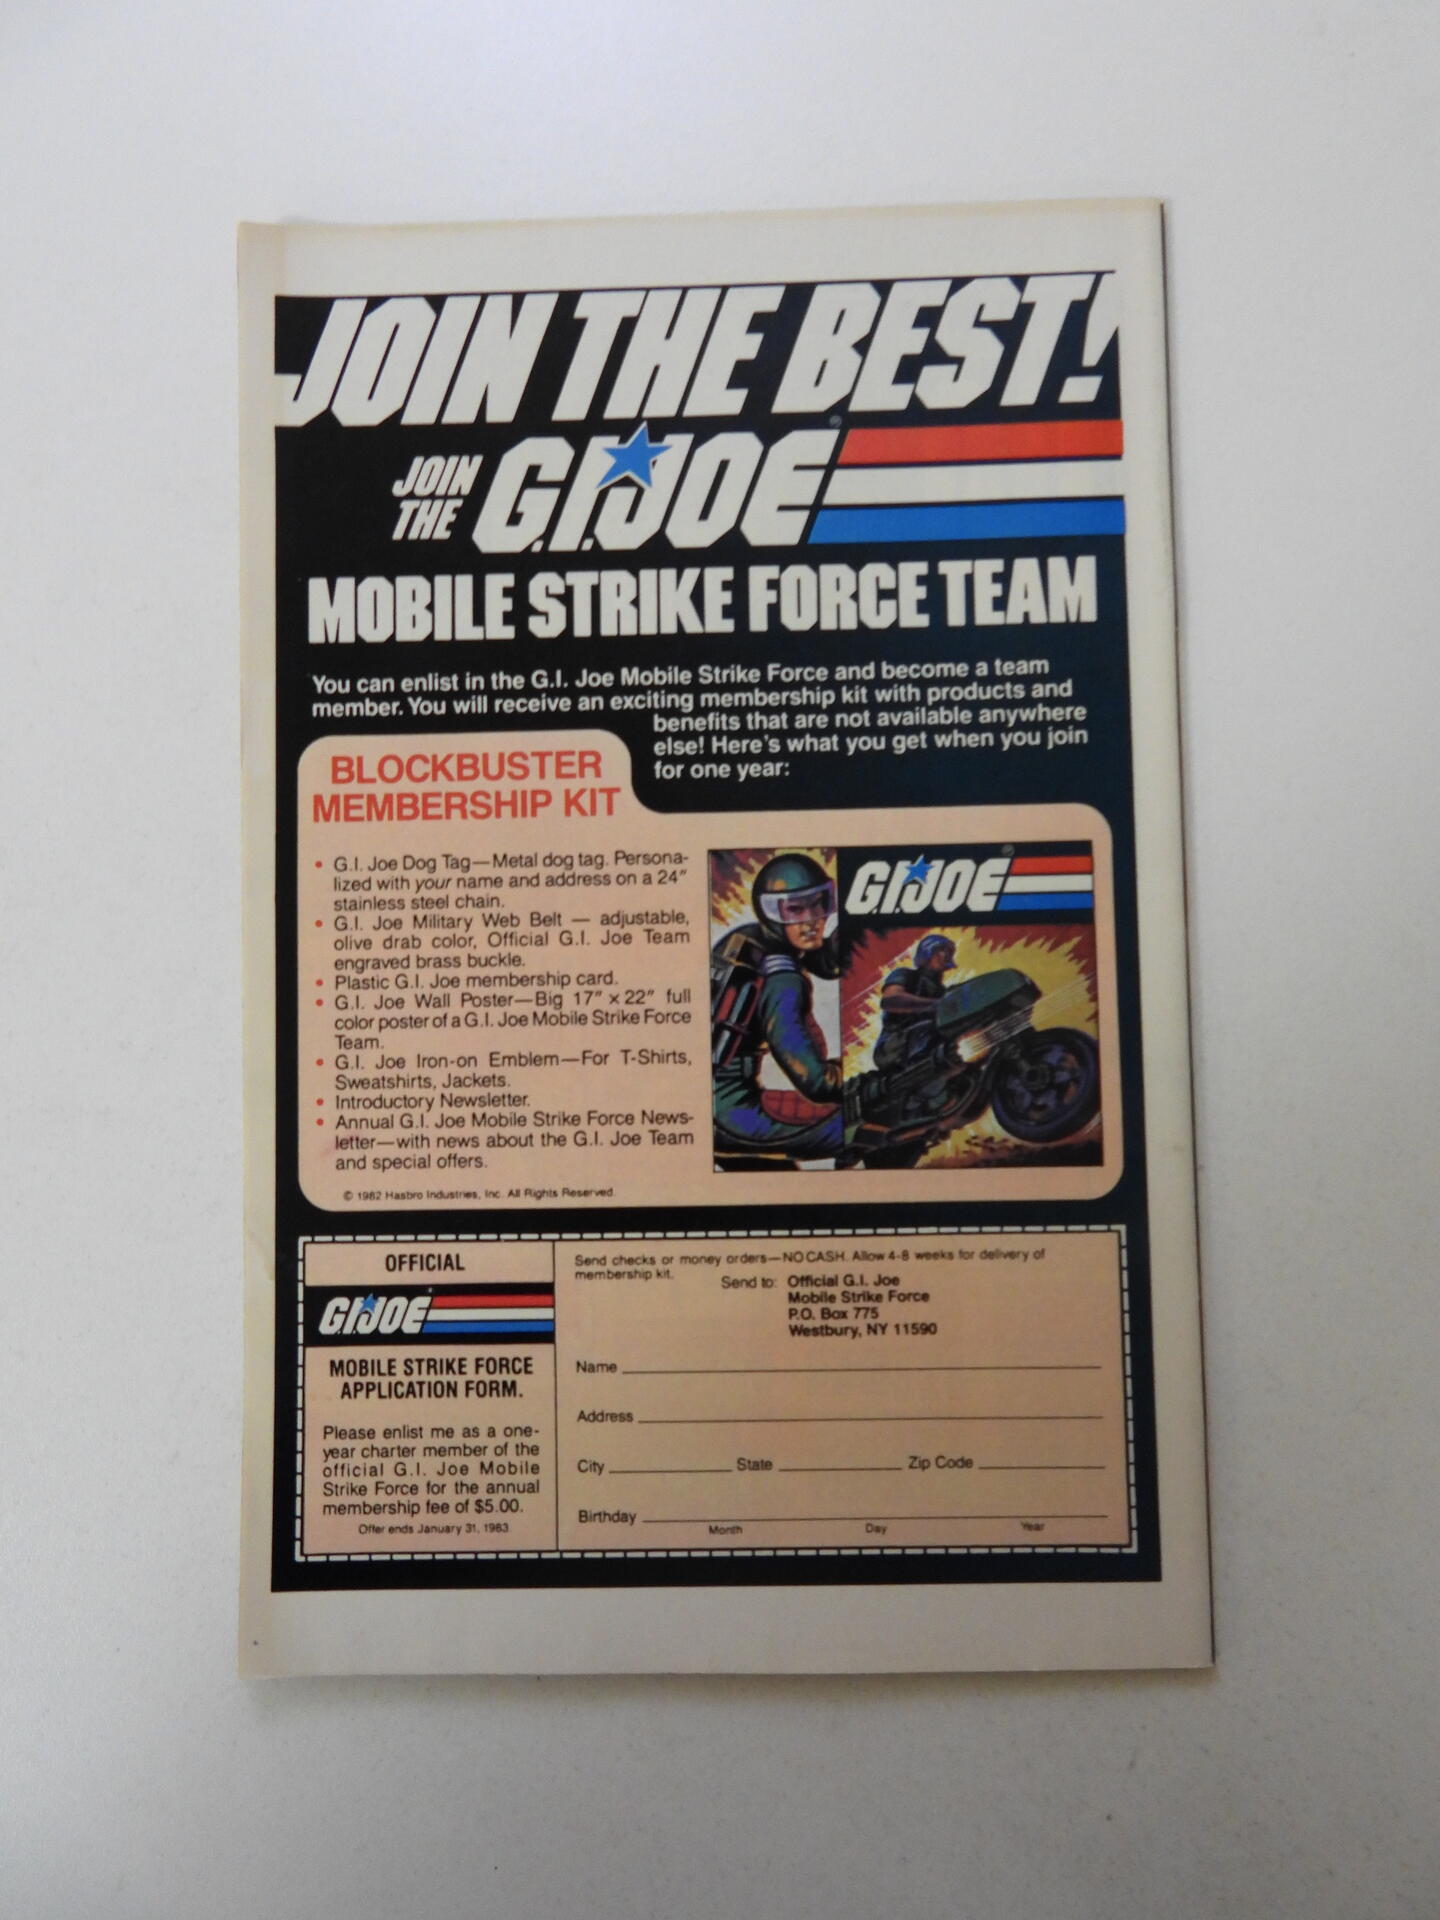 JOIN THE BEST!
JOIN
THE
G.I. JOE®
MOBILE STRIKE FORCE TEAM
You can enlist in the G.I. Joe Mobile Strike Force and become a team
member. You will receive an exciting membership kit with products and
benefits that are not available anywhere
else! Here's what you get when you join
for one year:
BLOCKBUSTER
MEMBERSHIP KIT
• G.I. Joe Dog Tag—Metal dog tag. Persona-
lized with your name and address on a 24"
stainless steel chain.
• G.I. Joe Military Web Belt — adjustable,
olive drab color, Official G.I. Joe Team
engraved brass buckle.
• Plastic G.I. Joe membership card.
• G.I. Joe Wall Poster—Big 17" x 22" full
color poster of a G.I. Joe Mobile Strike Force
Team.
• G.I. Joe Iron-on Emblem—For T-Shirts,
Sweatshirts, Jackets.
• Introductory Newsletter.
• Annual G.I. Joe Mobile Strike Force News-
letter—with news about the G.I. Joe Team
and special offers.
© 1982 Hasbro Industries, Inc. All Rights Reserved.
G.I. JOE®
OFFICIAL
G.I. JOE
MOBILE STRIKE FORCE
APPLICATION FORM.
Please enlist me as a one-
year charter member of the
official G.I. Joe Mobile
Strike Force for the annual
membership fee of $5.00.
Offer ends January 31, 1983
Send checks or money orders—NO CASH. Allow 4-8 weeks for delivery of
membership kit.
Send to: Official G.I. Joe
Mobile Strike Force
P.O. Box 775
Westbury, NY 11590
Name
Address
City State Zip Code
Birthday
Month Day Year